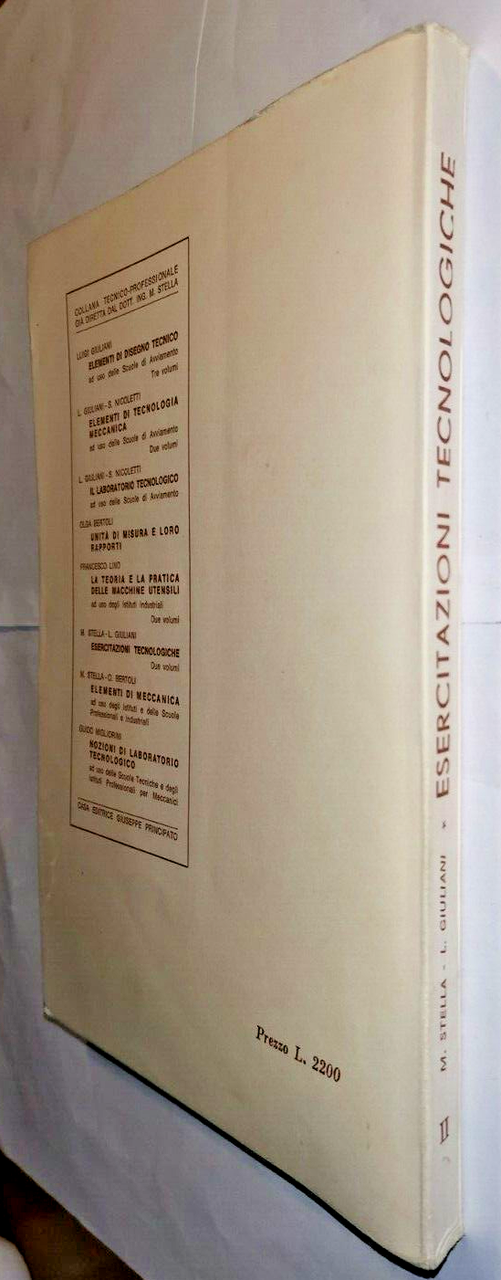 COLLANA TECNICO-PROFESSIONALE
GIÀ DIRETTA DAL DOTT. ING. M. STELLA
LUIGI GIULIANI
ELEMENTI DI DISEGNO TECNICO
ad uso delle Scuole di Avviamento
Tre volumi
L. GIULIANI-S. NICOLETTI
ELEMENTI DI TECNOLOGIA
MECCANICA
ad uso delle Scuole di Avviamento
Due volumi
L. GIULIANI-S. NICOLETTI
IL LABORATORIO TECNOLOGICO
ad uso delle Scuole di Avviamento
OLGA BERTOLI
UNITÀ DI MISURA E LORO
RAPPORTI
FRANCESCO LINO
LA TEORIA E LA PRATICA
DELLE MACCHINE UTENSILI
ad uso degli Istituti Industriali
Due volumi
M. STELLA-L. GIULIANI
ESERCITAZIONI TECNOLOGICHE
Due volumi
M. STELLA-O. BERTOLI
ELEMENTI DI MECCANICA
ad uso degli Istituti e delle Scuole
Professionali e Industriali
GUIDO MIGLIORINI
NOZIONI DI LABORATORIO
TECNOLOGICO
ad uso delle Scuole Tecniche e degli
Istituti Professionali per Meccanici
CASA EDITRICE GIUSEPPE PRINCIPATO
Prezzo L. 2200
II M. STELLA - L. GIULIANI * ESERCITAZIONI TECNOLOGICHE